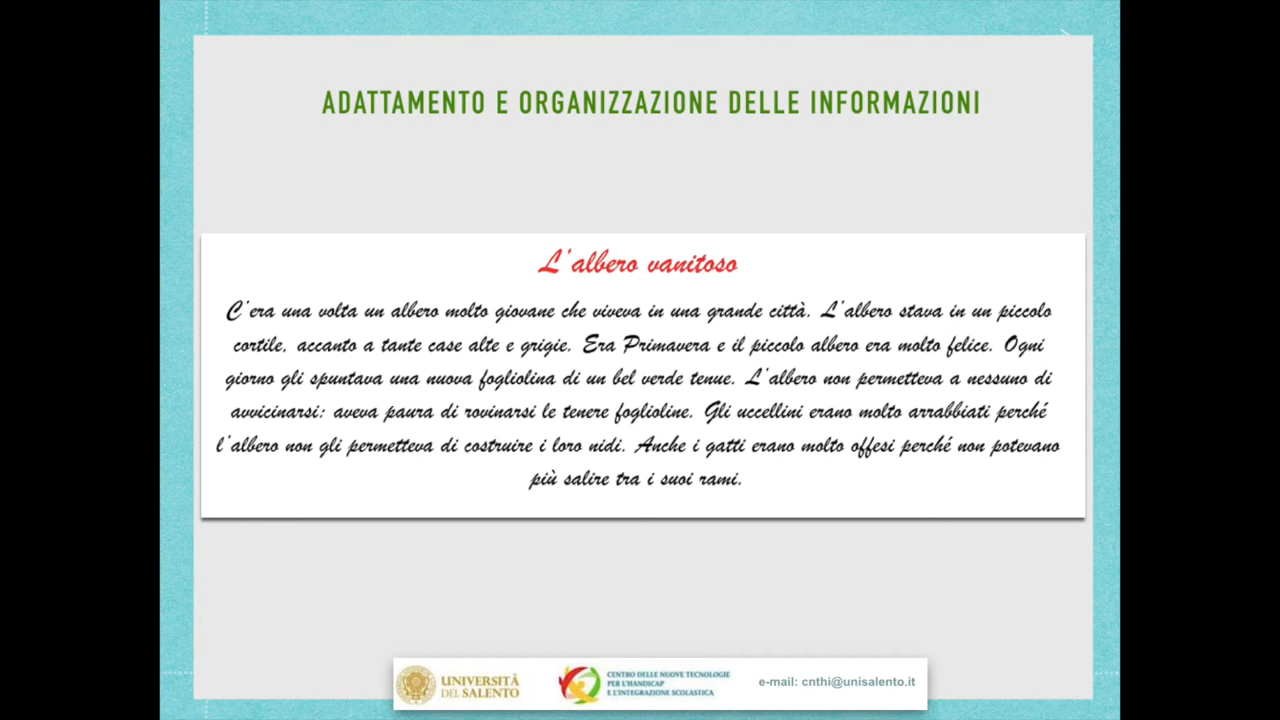 ADATTAMENTO E ORGANIZZAZIONE DELLE INFORMAZIONI
L'albero vanitoso
C'era una volta un albero molto giovane che viveva in una grande città. L'albero stava in un piccolo
cortile, accanto a tante case alte e grigie. Era Primavera e il piccolo albero era molto felice. Ogni
giorno gli spuntava una nuova fogliolina di un bel verde tenue. L'albero non permetteva a nessuno di
avvicinarsi: aveva paura di rovinarsi le tenere foglioline. Gli uccellini erano molto arrabbiati perché
l'albero non gli permetteva di costruire i loro nidi. Anche i gatti erano molto offesi perché non potevano
più salire tra i suoi rami.
UNIVERSITÀ
DEL SALENTO
CENTRO DELLE NUOVE TECNOLOGIE
PER L'HANDICAP
E L'INTEGRAZIONE SCOLASTICA
e-mail: cnthi@unisalento.it